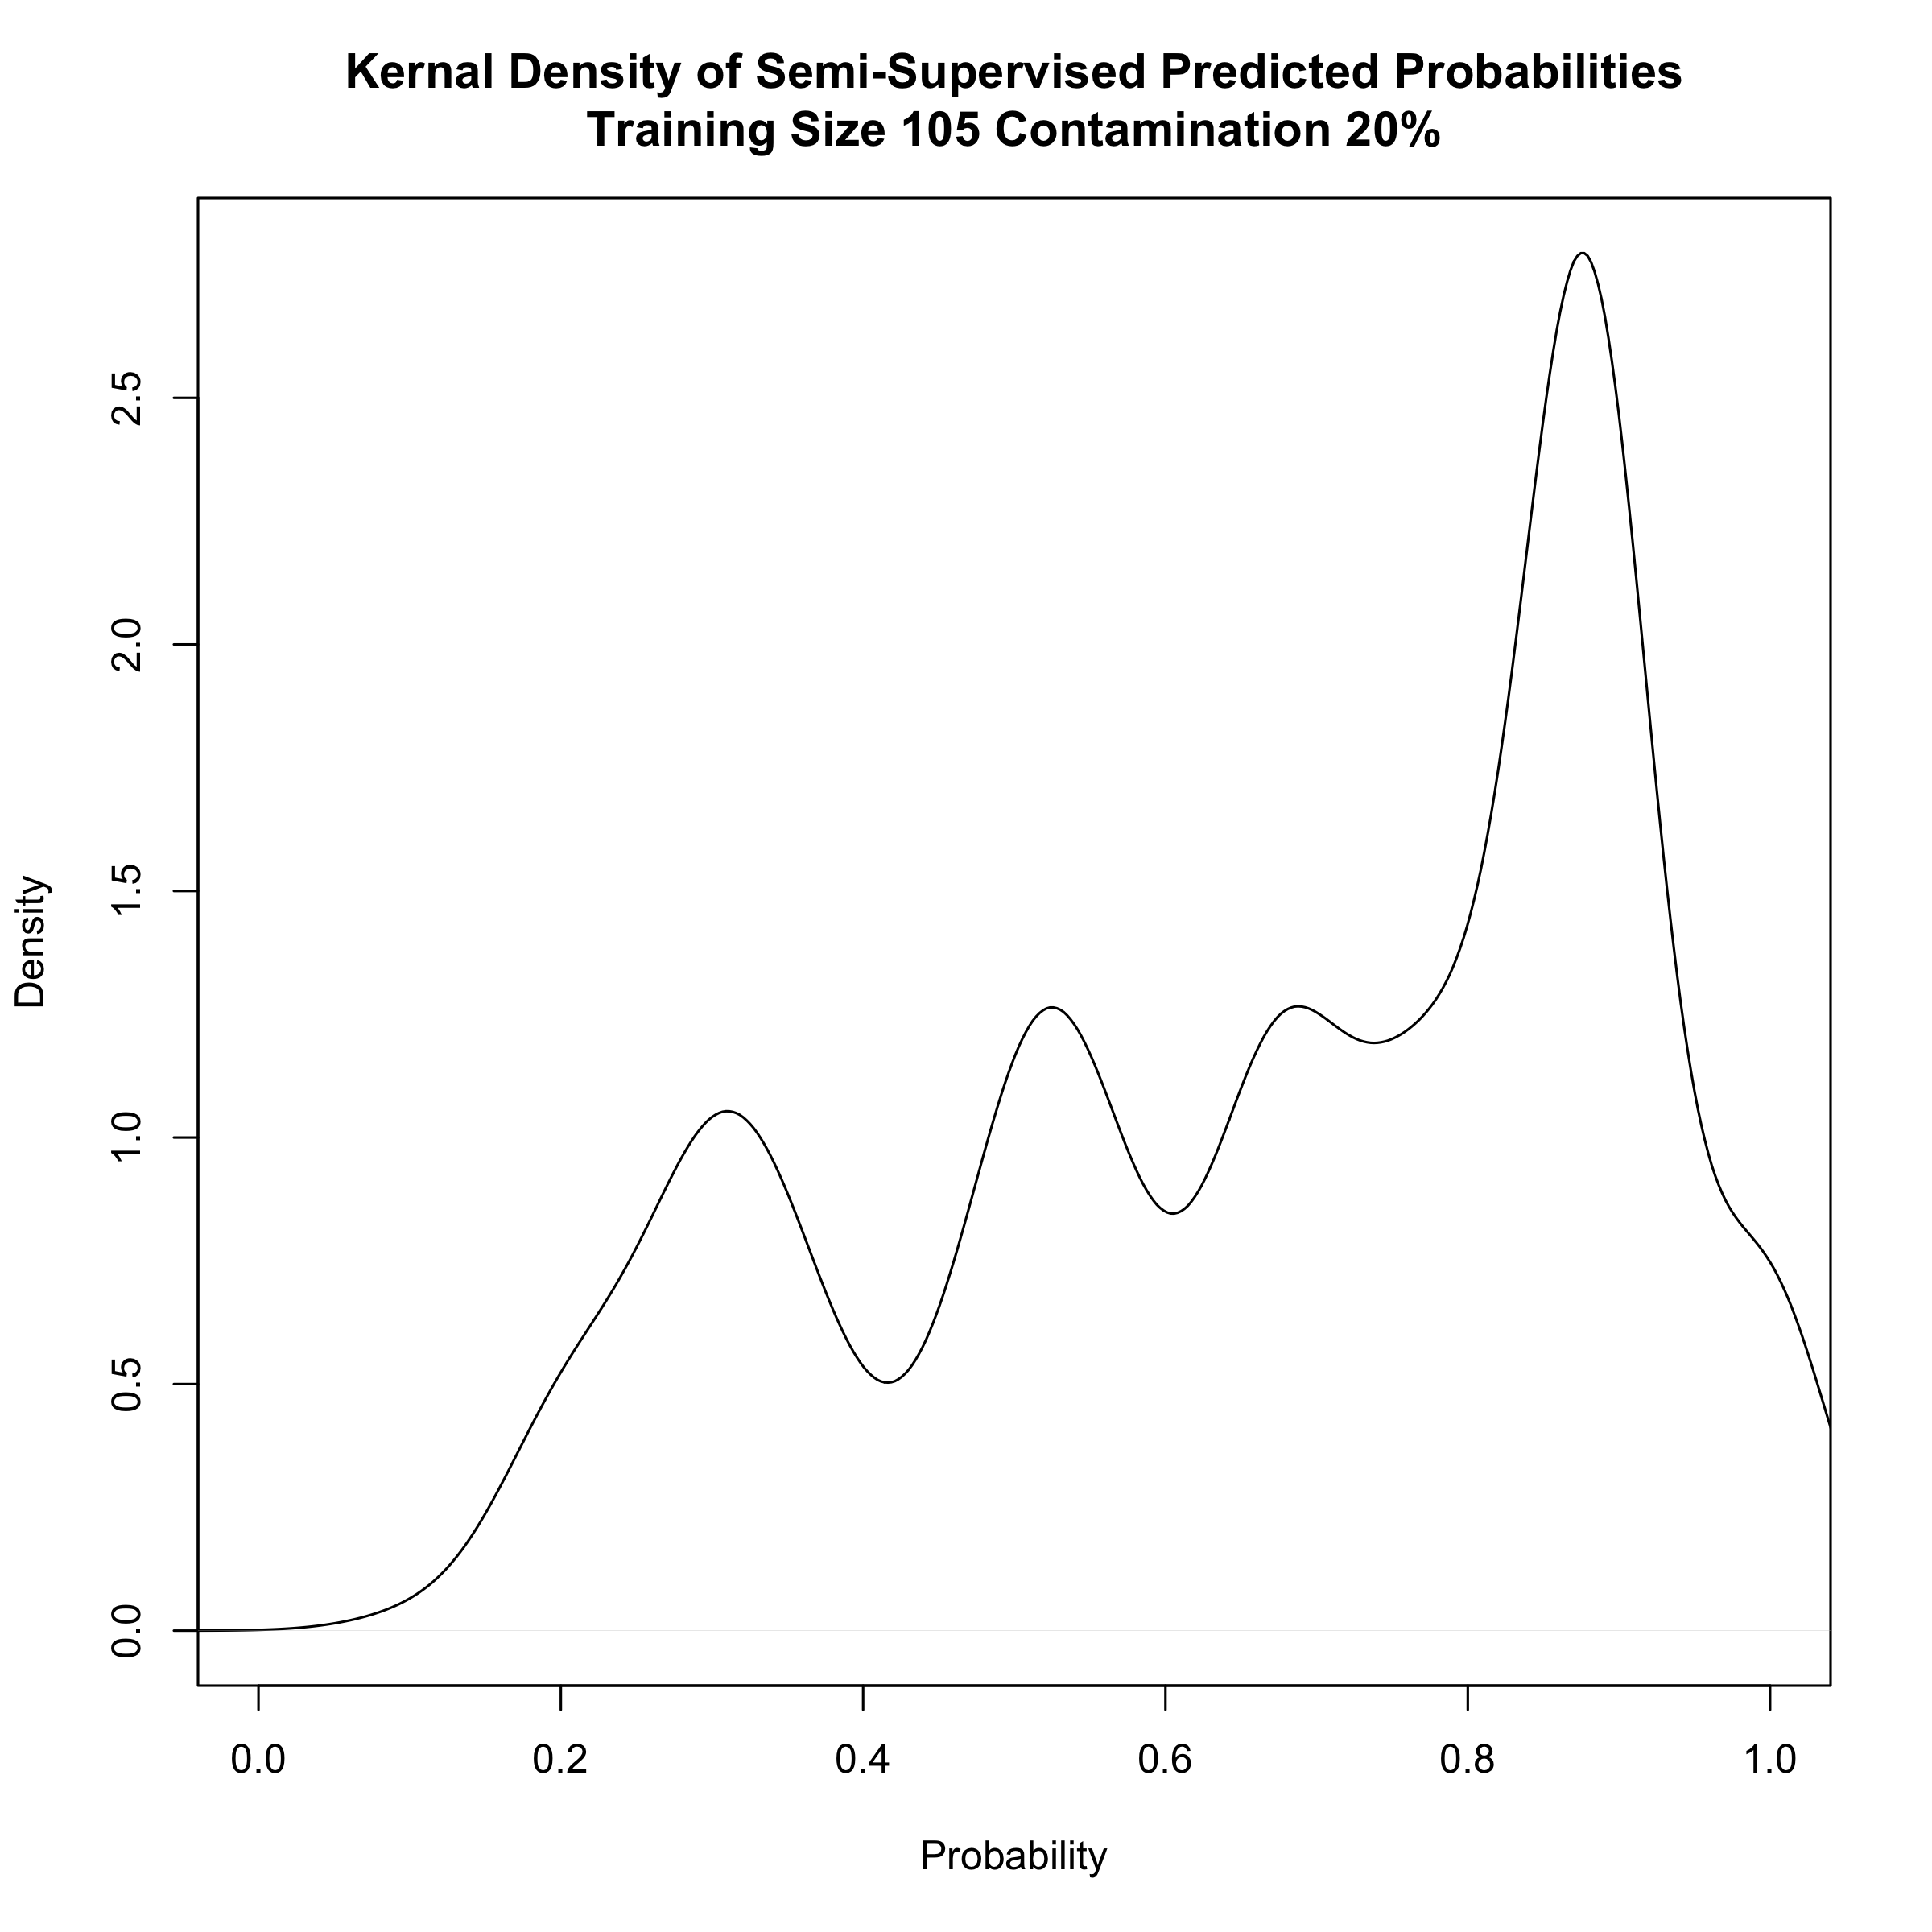 Kernal Density of Semi-Supervised Predicted Probabilities
Training Size 105 Contamination 20%
Density
2.5
2.0
1.5
1.0
0.5
0.0
0.0 0.2 0.4 0.6 0.8 1.0
Probability